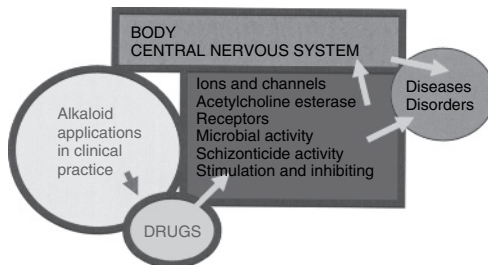 BODY
CENTRAL NERVOUS SYSTEM
Ions and channels
Acetylcholine esterase
Receptors
Microbial activity
Schizonticide activity
Stimulation and inhibiting
Diseases
Disorders
Alkaloid
applications
in clinical
practice
DRUGS